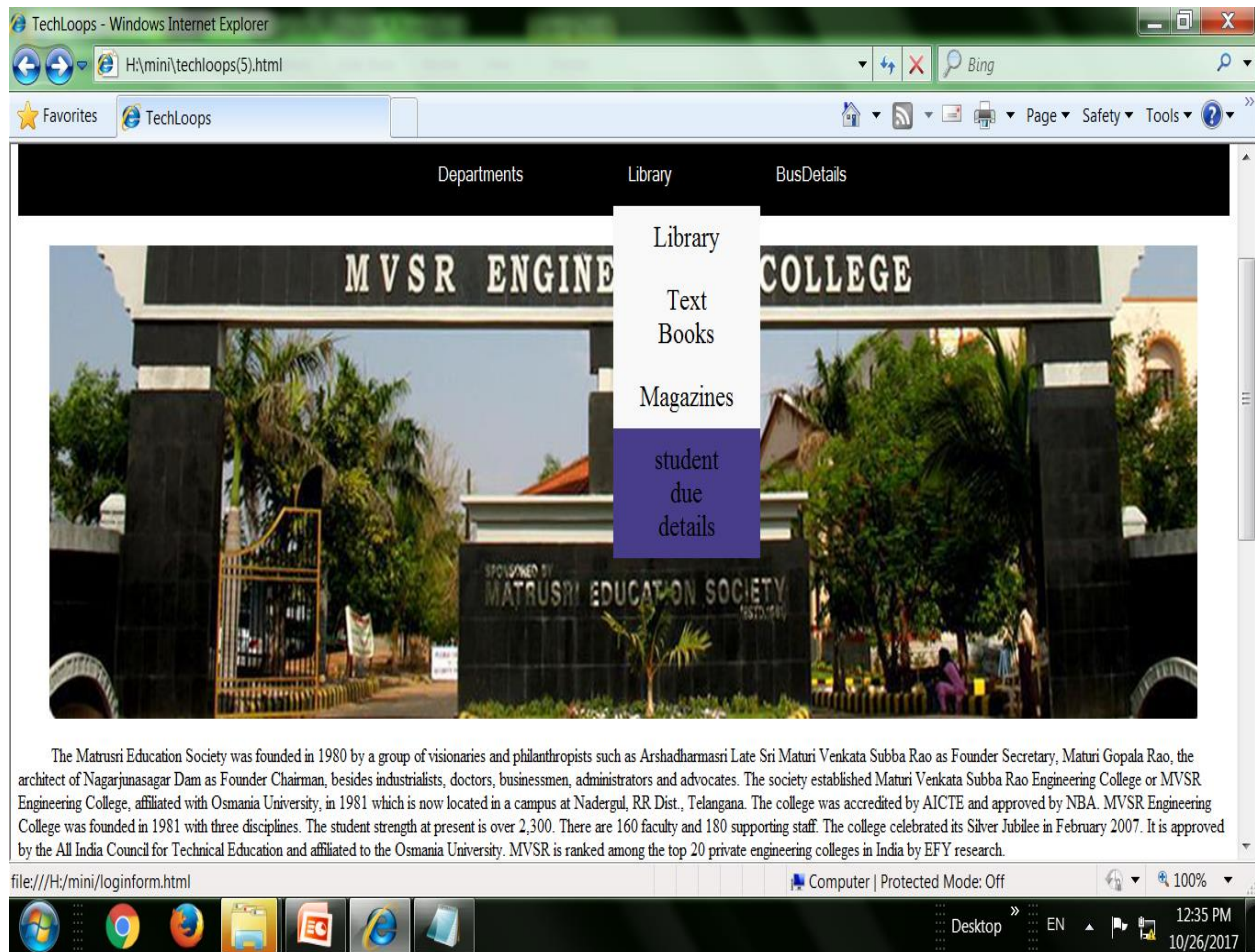 TechLoops - Windows Internet Explorer
H:\mini\techloops(5).html
Bing
Favorites
TechLoops
Page
Safety
Tools
Departments
Library
BusDetails
Library
Text
Books
Magazines
student
due
details
MVSR ENGINE COLLEGE
SPONSORED BY
MATRUSRI EDUCATION SOCIETY
The Matrusri Education Society was founded in 1980 by a group of visionaries and philanthropists such as Arshadharmasri Late Sri Maturi Venkata Subba Rao as Founder Secretary, Maturi Gopala Rao, the
architect of Nagarjunasagar Dam as Founder Chairman, besides industrialists, doctors, businessmen, administrators and advocates. The society established Maturi Venkata Subba Rao Engineering College or MVSR
Engineering College, affiliated with Osmania University, in 1981 which is now located in a campus at Nadergul, RR Dist., Telangana. The college was accredited by AICTE and approved by NBA. MVSR Engineering
College was founded in 1981 with three disciplines. The student strength at present is over 2,300. There are 160 faculty and 180 supporting staff. The college celebrated its Silver Jubilee in February 2007. It is approved
by the All India Council for Technical Education and affiliated to the Osmania University. MVSR is ranked among the top 20 private engineering colleges in India by EFY research.
file:///H:/mini/loginform.html
Computer | Protected Mode: Off
100%
Desktop
EN
12:35 PM
10/26/2017